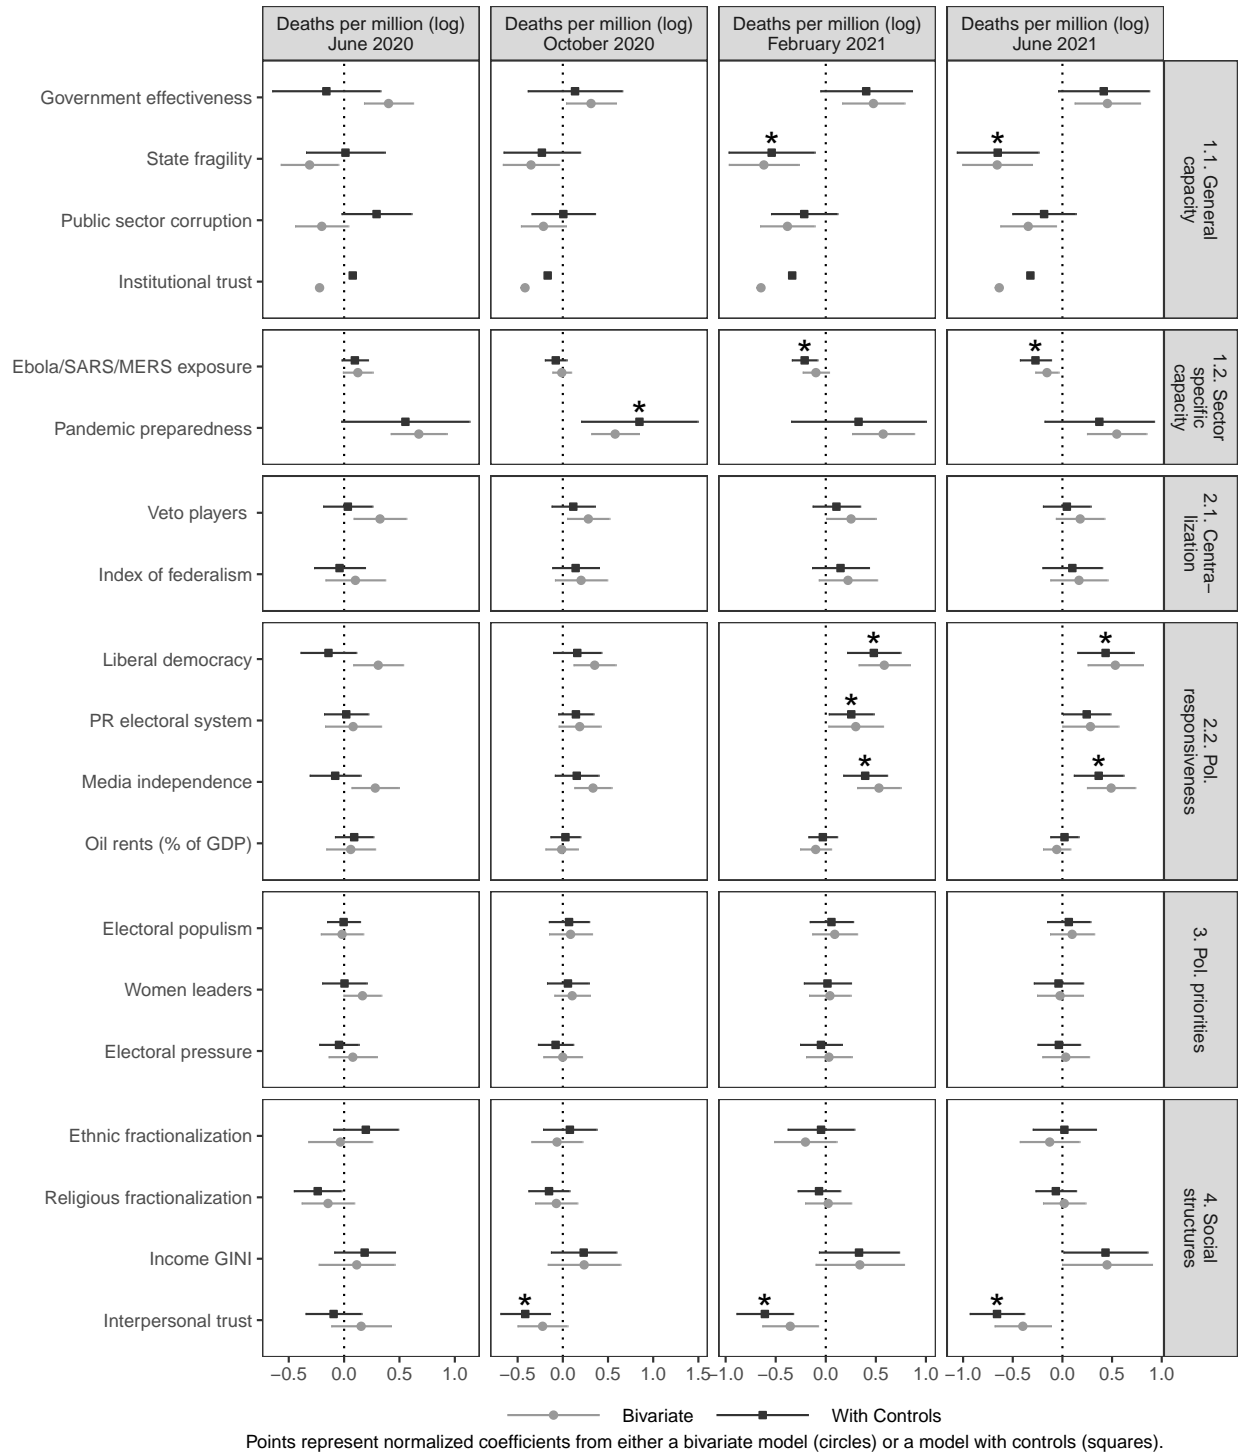 Deaths per million (log)
June 2020
Deaths per million (log)
October 2020
Deaths per million (log)
February 2021
Deaths per million (log)
June 2021
Government effectiveness
State fragility
*
*
Public sector corruption
Institutional trust
1.1. General
capacity
Ebola/SARS/MERS exposure
*
*
Pandemic preparedness
*
1.2. Sector
specific
capacity
Veto players
Index of federalism
2.1. Centra−
lization
Liberal democracy
*
*
PR electoral system
*
Media independence
*
*
Oil rents (% of GDP)
2.2. Pol.
responsiveness
Electoral populism
Women leaders
Electoral pressure
3. Pol. priorities
Ethnic fractionalization
Religious fractionalization
Income GINI
Interpersonal trust
*
*
*
4. Social
structures
−0.5 0.0 0.5 1.0
−0.5 0.0 0.5 1.0 1.5
−1.0 −0.5 0.0 0.5 1.0
−1.0 −0.5 0.0 0.5 1.0
Bivariate With Controls
Points represent normalized coefficients from either a bivariate model (circles) or a model with controls (squares).